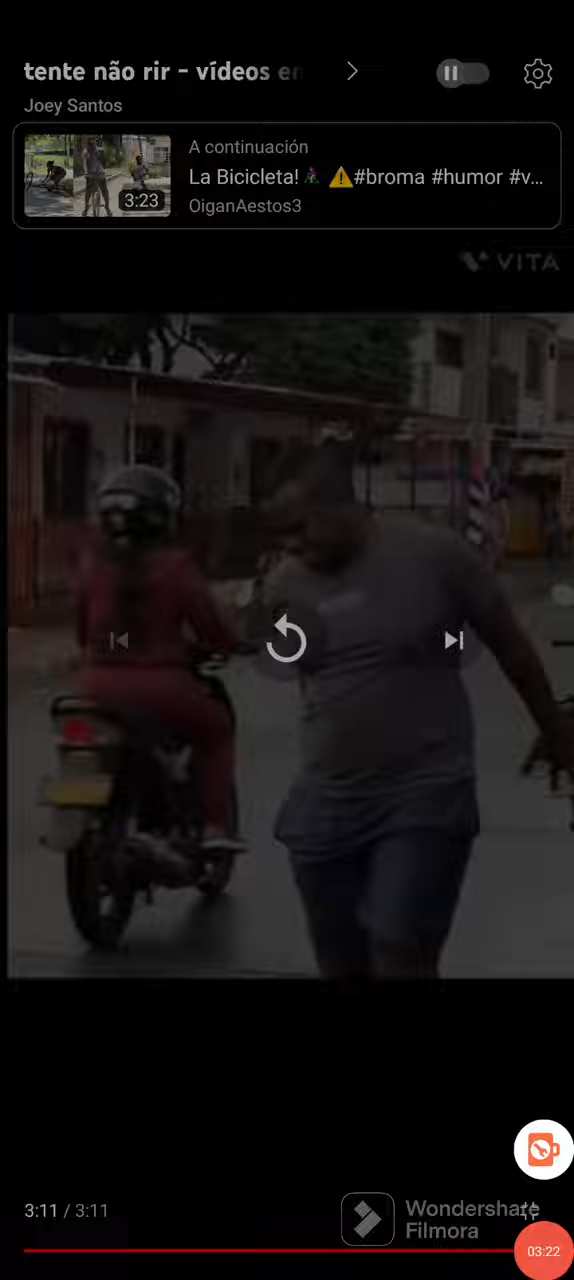 tente não rir - vídeos en
Joey Santos
A continuación
La Bicicleta! ⚠️#broma #humor #v...
3:23
OiganAestos3
VITA
3:11 / 3:11
Wondershare
Filmora
03:22